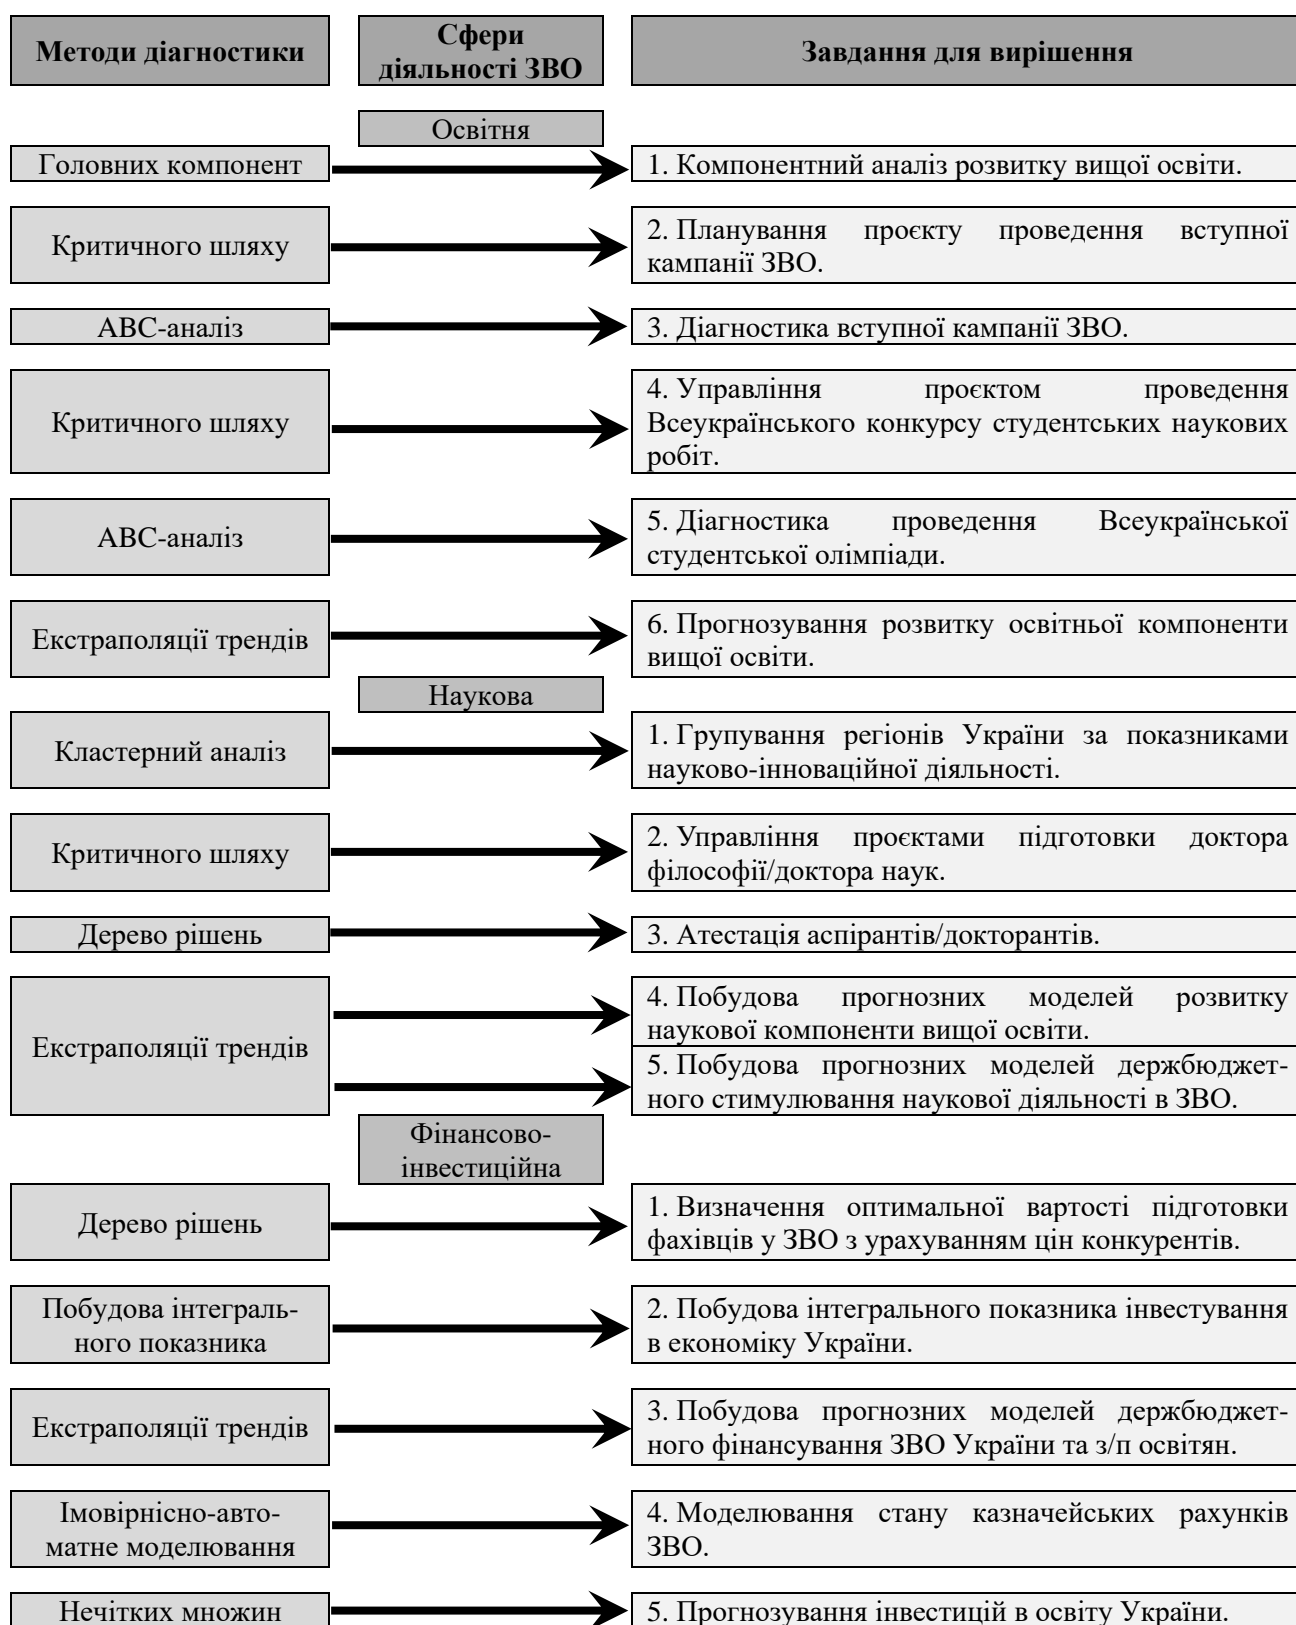 Методи діагностики
Сфери
діяльності ЗВО
Завдання для вирішення
Освітня
Головних компонент
1. Компонентний аналіз розвитку вищої освіти.
Критичного шляху
2. Планування проєкту проведення вступної
кампанії ЗВО.
АВС-аналіз
3. Діагностика вступної кампанії ЗВО.
Критичного шляху
4. Управління проєктом проведення
Всеукраїнського конкурсу студентських наукових
робіт.
АВС-аналіз
5. Діагностика проведення Всеукраїнської
студентської олімпіади.
Екстраполяції трендів
6. Прогнозування розвитку освітньої компоненти
вищої освіти.
Наукова
Кластерний аналіз
1. Групування регіонів України за показниками
науково-інноваційної діяльності.
Критичного шляху
2. Управління проєктами підготовки доктора
філософії/доктора наук.
Дерево рішень
3. Атестація аспірантів/докторантів.
Екстраполяції трендів
4. Побудова прогнозних моделей розвитку
наукової компоненти вищої освіти.
5. Побудова прогнозних моделей держбюджет-
ного стимулювання наукової діяльності в ЗВО.
Фінансово-
інвестиційна
Дерево рішень
1. Визначення оптимальної вартості підготовки
фахівців у ЗВО з урахуванням цін конкурентів.
Побудова інтеграль-
ного показника
2. Побудова інтегрального показника інвестування
в економіку України.
Екстраполяції трендів
3. Побудова прогнозних моделей держбюджет-
ного фінансування ЗВО України та з/п освітян.
Імовірнісно-авто-
матне моделювання
4. Моделювання стану казначейських рахунків
ЗВО.
Нечітких множин
5. Прогнозування інвестицій в освіту України.